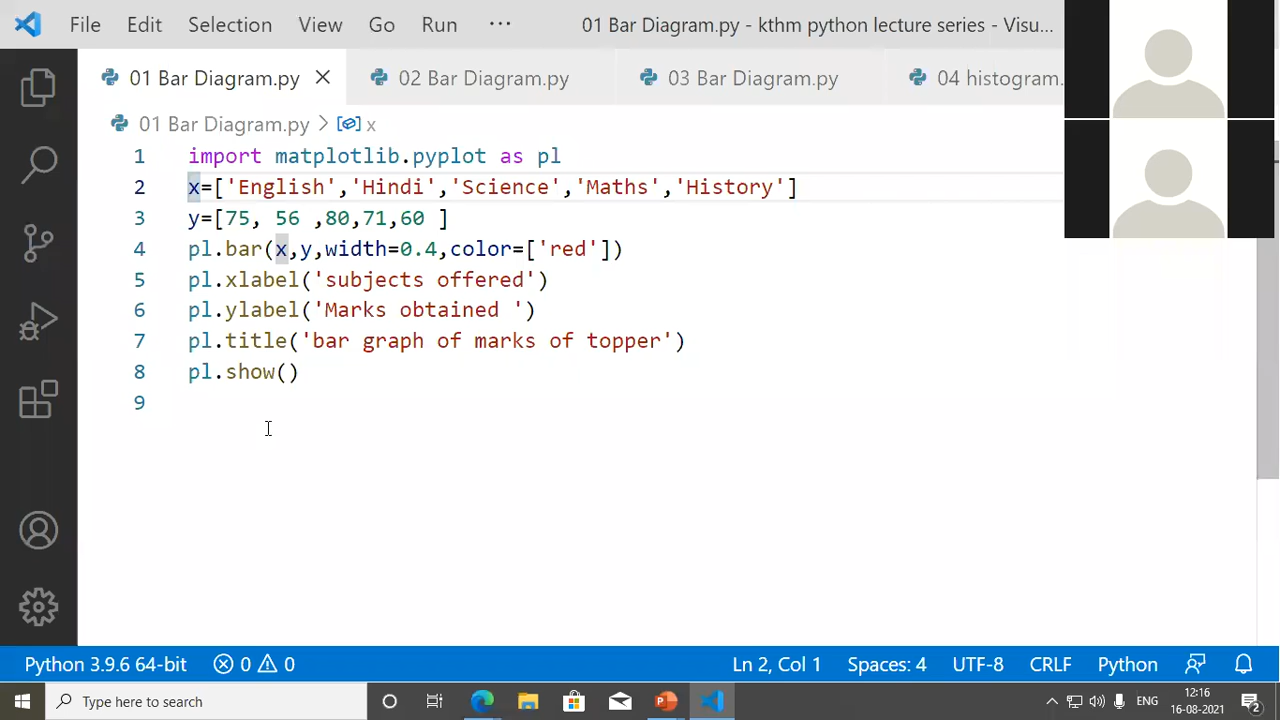 File Edit Selection View Go Run ··· 01 Bar Diagram.py - kthm python lecture series - Visu...
01 Bar Diagram.py 02 Bar Diagram.py 03 Bar Diagram.py 04 histogram.
01 Bar Diagram.py > x
1 import matplotlib.pyplot as pl
2 x=['English','Hindi','Science','Maths','History']
3 y=[75, 56 ,80,71,60 ]
4 pl.bar(x,y,width=0.4,color=['red'])
5 pl.xlabel('subjects offered')
6 pl.ylabel('Marks obtained ')
7 pl.title('bar graph of marks of topper')
8 pl.show()
9
Python 3.9.6 64-bit 0 0 Ln 2, Col 1 Spaces: 4 UTF-8 CRLF Python
Type here to search ENG 12:16
16-08-2021 2